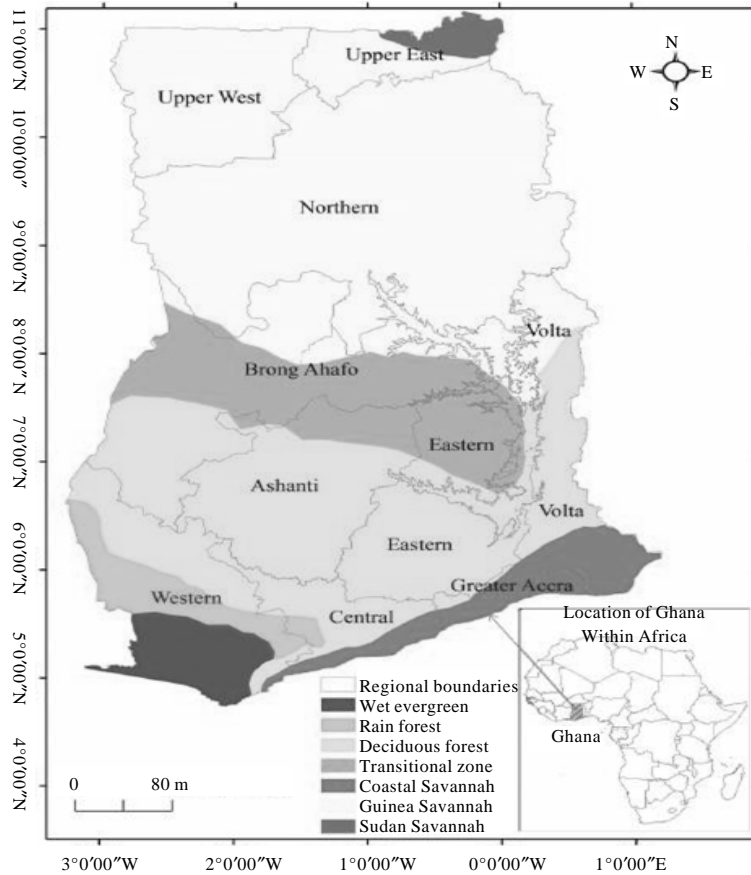 11°0′0″N
10°0′0″N
9°0′0″N
8°0′0″N
7°0′0″N
6°0′0″N
5°0′0″N
4°0′0″N
Upper East
Upper West
N
W
E
S
Northern
Volta
Brong Ahafo
Eastern
Ashanti
Volta
Eastern
Greater Accra
Western
Central
Location of Ghana
Within Africa
Ghana
Regional boundaries
Wet evergreen
Rain forest
Deciduous forest
Transitional zone
Coastal Savannah
Guinea Savannah
Sudan Savannah
0 80 m
3°0′00″W
2°0′00″W
1°0′00″W
0°0′00″W
1°0′00″E